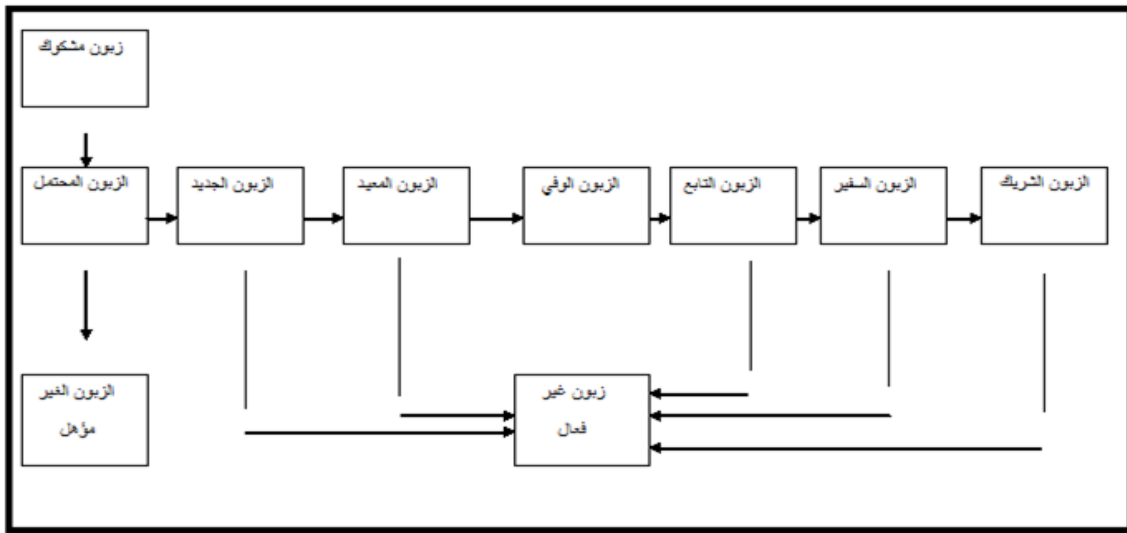 زبون مشكوك
الزبون المحتمل
الزبون الجديد
الزبون المعيد
الزبون الوفي
الزبون التابع
الزبون السفير
الزبون الشريك
الزبون الغير
مؤهل
زبون غير
فعال